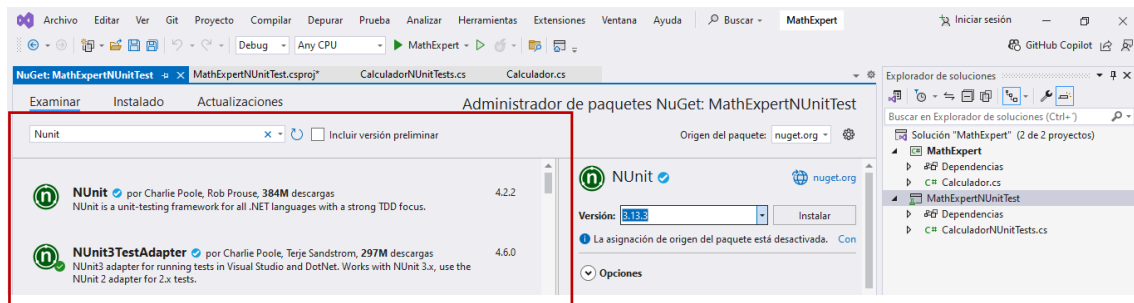 Archivo Editar Ver Git Proyecto Compilar Depurar Prueba Analizar Herramientas Extensiones Ventana Ayuda Buscar MathExpert Iniciar sesión
Debug Any CPU MathExpert GitHub Copilot
NuGet: MathExpertNUnitTest MathExpertNUnitTest.csproj* CalculadorNUnitTests.cs Calculador.cs
Examinar Instalado Actualizaciones Administrador de paquetes NuGet: MathExpertNUnitTest
Nunit Incluir versión preliminar Origen del paquete: nuget.org
NUnit por Charlie Poole, Rob Prouse, 384M descargas 4.2.2
NUnit is a unit-testing framework for all .NET languages with a strong TDD focus.
NUnit3TestAdapter por Charlie Poole, Terje Sandstrom, 297M descargas 4.6.0
NUnit3 adapter for running tests in Visual Studio and DotNet. Works with NUnit 3.x, use the
NUnit 2 adapter for 2.x tests.
NUnit nuget.org
Versión: 3.13.3 Instalar
La asignación de origen del paquete está desactivada. Con
Opciones
Explorador de soluciones
Buscar en Explorador de soluciones (Ctrl+´)
Solución "MathExpert" (2 de 2 proyectos)
C# MathExpert
Dependencias
C# Calculador.cs
MathExpertNUnitTest
Dependencias
C# CalculadorNUnitTests.cs